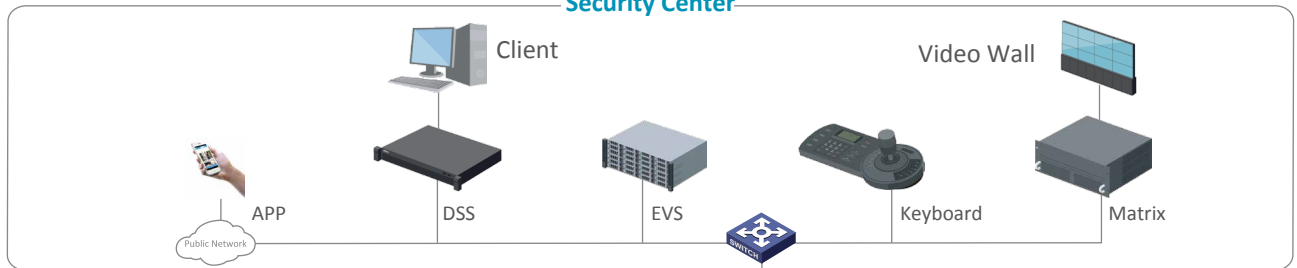 Security Center
Client
Video Wall
APP
DSS
EVS
Keyboard
Matrix
Public Network
SWITCH